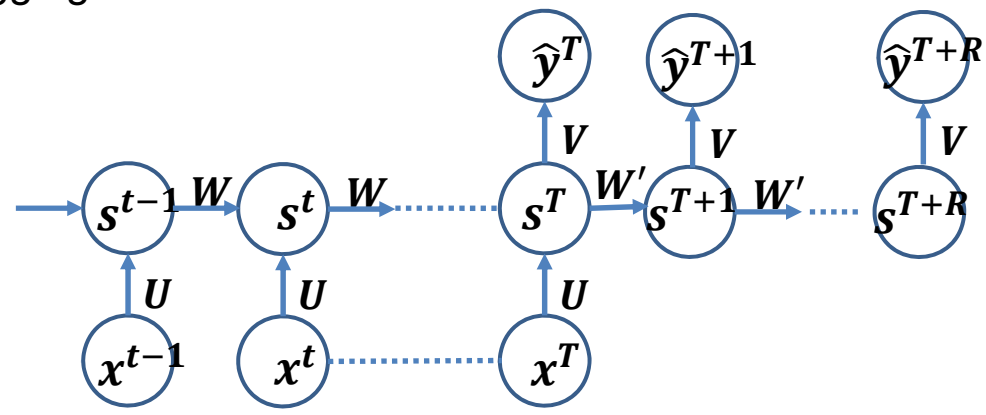 ŷ^T ŷ^{T+1} ŷ^{T+R}
V V V
s^{t-1} W s^t W s^T W' s^{T+1} W' s^{T+R}
U U U
x^{t-1} x^t x^T